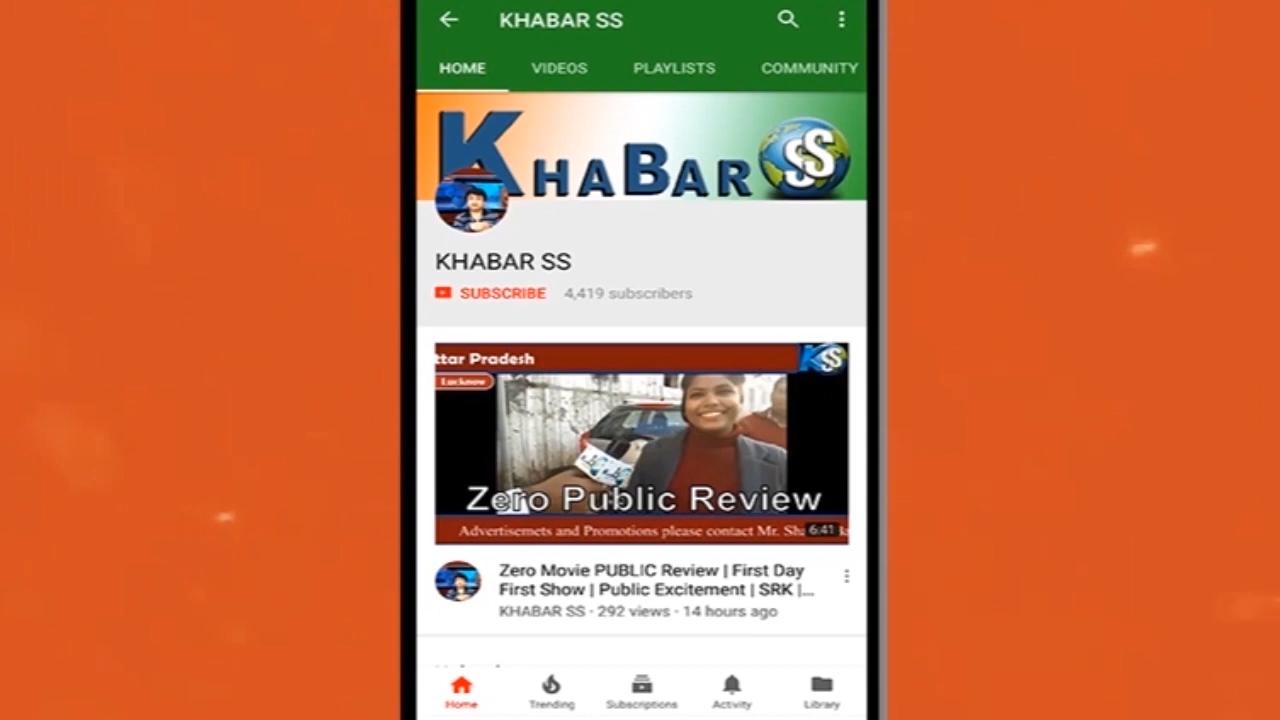 KHABAR SS
HOME VIDEOS PLAYLISTS COMMUNITY
KHABAR SS
KHABAR SS
SUBSCRIBE 4,419 subscribers
ttar Pradesh KSS
Lucknow
Zero Public Review
Advertisemets and Promotions please contact Mr. 6:41
Zero Movie PUBLIC Review | First Day
First Show | Public Excitement | SRK |...
KHABAR SS · 292 views · 14 hours ago
Home Trending Subscriptions Activity Library